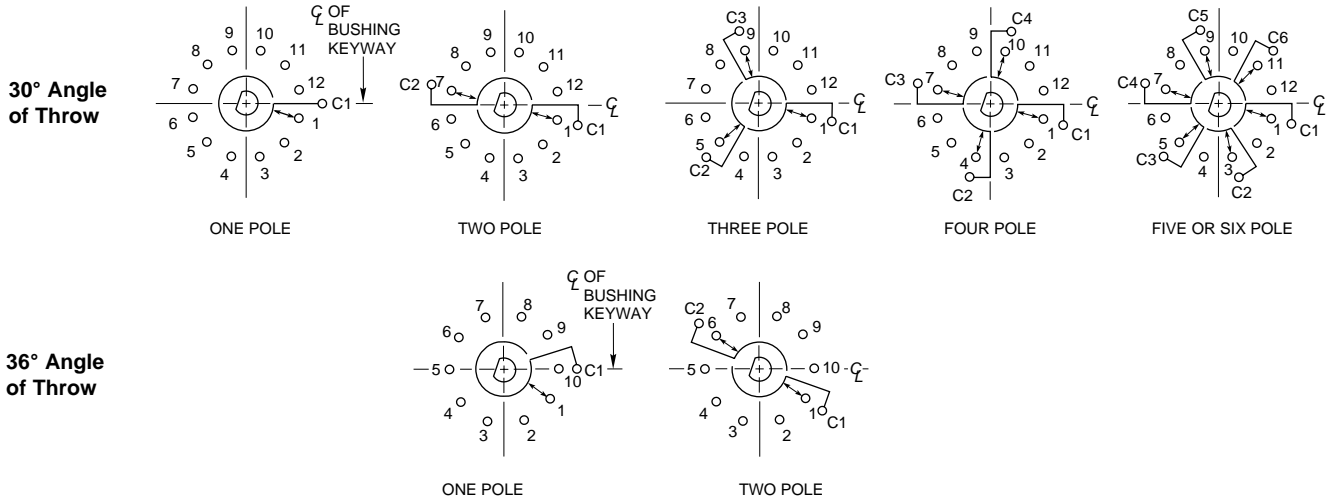 30° Angle
of Throw
℄ OF
BUSHING
KEYWAY
9 10
8 11
7 12
C1
6 1
5 2
4 3
ONE POLE
9 10
8 11
C2 7 12
℄
6 1 C1
5 2
4 3
TWO POLE
C3
8 9 10
11
7 12
℄
6 1 C1
5 2
C2 4 3
THREE POLE
C4
9 10
8 11
C3 7 12
℄
6 1 C1
5 2
4 3
C2
FOUR POLE
C5
9 10 C6
8 11
C4 7 12
℄
6 1 C1
5 2
C3 4 3
C2
FIVE OR SIX POLE
36° Angle
of Throw
℄ OF
BUSHING
KEYWAY
7 8
6 9
5 10 C1
4 1
3 2
ONE POLE
7 8
C2 6 9
5 10 ℄
4 1 C1
3 2
TWO POLE